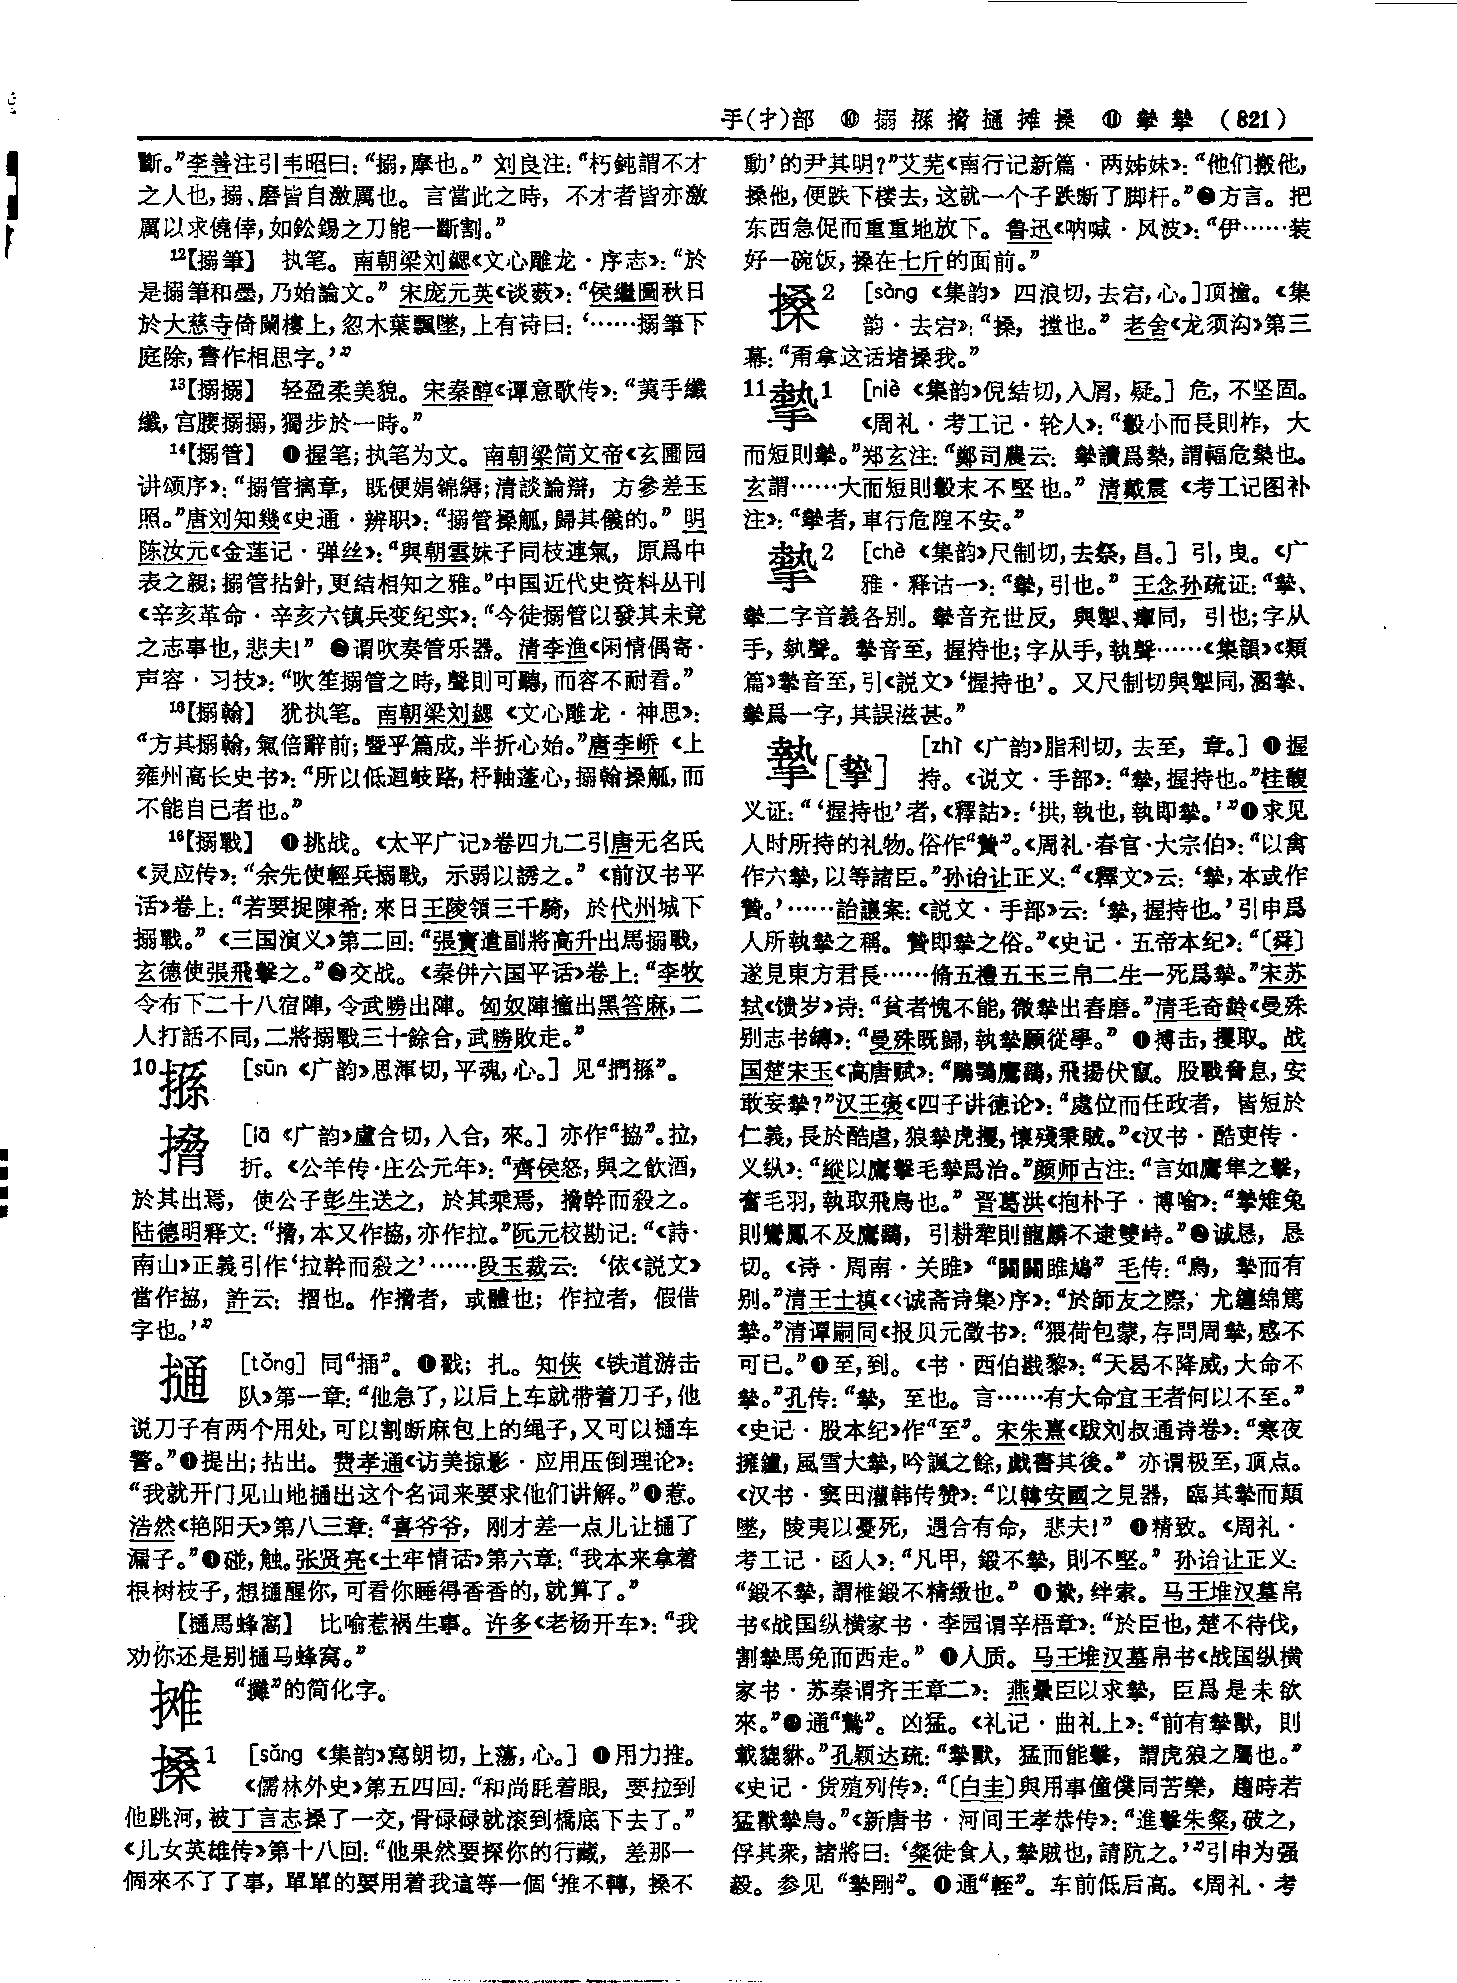 手(扌)部 ⑩ 搦 搎 搚 㨘 摊 搡 ⑪ 摰 摯 (821)
斷。”李善注引韦昭曰：“搦，摩也。” 刘良注：“朽鈍謂不才
之人也，搦、磨皆自激厲也。言當此之時，不才者皆亦激
厲以求僥倖，如鈆錫之刀能一斷割。”
¹²【搦筆】 执笔。南朝梁刘勰《文心雕龙·序志》：“於
是搦筆和墨，乃始論文。” 宋庞元英《谈薮》：“侯繼圖秋日
於大慈寺倚闌樓上，忽木葉飄墜，上有诗曰：‘……搦筆下
庭除，書作相思字。’”
¹³【搦搦】 轻盈柔美貌。宋秦醇《谭意歌传》：“荑手纖
纖，宫腰搦搦，獨步於一時。”
¹⁴【搦管】 ❶握笔；执笔为文。南朝梁简文帝《玄圃园
讲颂序》：“搦管摛章，既便娟錦縟；清談論辯，方參差玉
照。”唐刘知幾《史通·辨职》：“搦管操觚，歸其儀的。” 明
陈汝元《金莲记·弹丝》：“與朝雲妹子同枝連氣，原爲中
表之親；搦管拈針，更结相知之雅。”中国近代史资料丛刊
《辛亥革命·辛亥六镇兵变纪实》：“今徒搦管以發其未竟
之志事也，悲夫！” ❷谓吹奏管乐器。清李渔《闲情偶寄·
声容·习技》：“吹笙搦管之時，聲則可聽，而容不耐看。”
¹⁵【搦翰】 犹执笔。南朝梁刘勰《文心雕龙·神思》：
“方其搦翰，氣倍辭前；暨乎篇成，半折心始。”唐李峤《上
雍州高长史书》：“所以低迴岐路，杼軸蓬心，搦翰操觚，而
不能自已者也。”
¹⁶【搦戰】 ❶挑战。《太平广记》卷四九二引唐无名氏
《灵应传》：“余先使輕兵搦戰，示弱以誘之。”《前汉书平
话》卷上：“若要捉陳希：來日王陵領三千騎，於代州城下
搦戰。”《三国演义》第二回：“張寶遣副將高升出馬搦戰，
玄德使張飛擊之。”❷交战。《秦併六国平话》卷上：“李牧
令布下二十八宿陣，令武勝出陣。匈奴陣撞出黑答麻，二
人打話不同，二將搦戰三十餘合，武勝敗走。”
10搎 [sūn 《广韵》思渾切，平魂，心。] 见“捫搎”。
搚 [lā 《广韵》盧合切，入合，來。] 亦作“拹”。拉，
折。《公羊传·庄公元年》：“齊侯怒，與之飲酒，
於其出焉，使公子彭生送之，於其乘焉，搚幹而殺之。
陆德明释文：“搚，本又作拹，亦作拉。”阮元校勘记：“《詩·
南山》正義引作‘拉幹而殺之’……段玉裁云：‘依《説文》
當作拹，許云：摺也。作搚者，或體也；作拉者，假借
字也。’”
㨘 [tǒng] 同“捅”。❶戳；扎。知侠《铁道游击
队》第一章：“他急了，以后上车就带着刀子，他
说刀子有两个用处，可以割断麻包上的绳子，又可以㨘车
警。”❷提出；拈出。费孝通《访美掠影·应用压倒理论》：
“我就开门见山地㨘出这个名词来要求他们讲解。”❸惹。
浩然《艳阳天》第八三章：“喜爷爷，刚才差一点儿让㨘了
漏子。”❹碰，触。张贤亮《土牢情话》第六章：“我本来拿着
根树枝子，想㨘醒你，可看你睡得香香的，就算了。”
【㨘馬蜂窩】 比喻惹祸生事。许多《老杨开车》：“我
劝你还是别㨘马蜂窝。”
摊 “攤”的简化字。
搡1 [sǎng 《集韵》寫朗切，上蕩，心。] ❶用力推。
《儒林外史》第五四回：“和尚眊着眼，要拉到
他跳河，被丁言志搡了一交，骨碌碌就滚到橋底下去了。”
《儿女英雄传》第十八回：“他果然要探你的行藏，差那一
個來不了了事，單單的要用着我這等一個‘推不轉，搡不
動’的尹其明？”艾芜《南行记新篇·两姊妹》：“他们搬他，
搡他，便跌下楼去，这就一个子跌断了脚杆。”❷方言。把
东西急促而重重地放下。鲁迅《呐喊·风波》：“伊……装
好一碗饭，搡在七斤的面前。”
搡2 [sàng 《集韵》四浪切，去宕，心。]顶撞。《集
韵·去宕》：“搡，摚也。” 老舍《龙须沟》第三
幕：“甭拿这话堵搡我。”
11摰1 [niè 《集韵》倪结切，入屑，疑。] 危，不坚固。
《周礼·考工记·轮人》：“轂小而長則柞，大
而短則摰。”郑玄注：“鄭司農云：摰讀爲槷，謂輻危槷也。
玄謂……大而短則轂末不堅也。” 清戴震《考工记图补
注》：“摰者，車行危隉不安。”
摰2 [chè 《集韵》尺制切，去祭，昌。] 引，曳。《广
雅·释诂一》：“摰，引也。” 王念孙疏证：“摰、
摯二字音義各别。摰音充世反，與掣、㨿同，引也；字从
手，埶聲。摯音至，握持也；字从手，執聲……《集韻》《類
篇》摯音至，引《説文》‘握持也’。又尺制切與掣同，溷摰、
摯爲一字，其誤滋甚。”
摯[挚] [zhì 《广韵》脂利切，去至，章。] ❶握
持。《说文·手部》：“摯，握持也。”桂馥
义证：“‘握持也’者，《釋詁》：‘拱，執也，執即摯。’”❷求见
人时所持的礼物。俗作“贄”。《周礼·春官·大宗伯》：“以禽
作六摯，以等諸臣。”孙诒让正义：“《釋文》云：‘摯，本或作
贄。’……詒讓案：《説文·手部》云：‘摯，握持也。’引申爲
人所執摯之稱。贄即摯之俗。”《史记·五帝本纪》：“〔舜〕
遂見東方君長……脩五禮五玉三帛二生一死爲摯。”宋苏
轼《馈岁》诗：“貧者愧不能，微摯出舂磨。”清毛奇龄《曼殊
别志书𥗫》：“曼殊既歸，執摯願從學。” ❸搏击，攫取。战
国楚宋玉《高唐赋》：“鵰鶚鷹鷂，飛揚伏竄。股戰脅息，安
敢妄摯？”汉王褒《四子讲德论》：“處位而任政者，皆短於
仁義，長於酷虐，狼摯虎攫，懷殘秉賊。”《汉书·酷吏传·
义纵》：“縱以鷹擊毛摯爲治。”颜师古注：“言如鷹隼之擊，
奮毛羽，執取飛鳥也。” 晋葛洪《抱朴子·博喻》：“摯雉兔
則鸞鳳不及鷹鷂，引耕犂則龍麟不逮雙峙。”❹诚恳，恳
切。《诗·周南·关雎》“關關雎鳩” 毛传：“鳥，摯而有
别。”清王士禛《〈诚斋诗集〉序》：“於師友之際，尤纏綿篤
摯。”清谭嗣同《报贝元澂书》：“猥荷包蒙，存問周摯，感不
可已。”❺至，到。《书·西伯戡黎》：“天曷不降威，大命不
摯。”孔传：“摯，至也。言……有大命宜王者何以不至。”
《史记·殷本纪》作“至”。宋朱熹《跋刘叔通诗卷》：“寒夜
擁鑪，風雪大摯，吟諷之餘，戲書其後。” 亦谓极至，顶点。
《汉书·窦田灌韩传赞》：“以韓安國之見器，臨其摯而顛
墜，陵夷以憂死，遇合有命，悲夫！” ❻精致。《周礼·
考工记·函人》：“凡甲，鍛不摯，則不堅。” 孙诒让正义：
“鍛不摯，謂椎鍛不精緻也。” ❼縶，绊索。马王堆汉墓帛
书《战国纵横家书·李园谓辛梧章》：“於臣也，楚不待伐，
割摯馬免而西走。” ❽人质。马王堆汉墓帛书《战国纵横
家书·苏秦谓齐王章二》：燕纍臣以求摯，臣爲是未欲
來。”❾通“鷙”。凶猛。《礼记·曲礼上》：“前有摯獸，則
載貔貅。”孔颖达疏：“摯獸，猛而能擊，謂虎狼之屬也。”
《史记·货殖列传》：“〔白圭〕與用事僮僕同苦樂，趨時若
猛獸摯鳥。”《新唐书·河间王孝恭传》：“進擊朱粲，破之，
俘其衆，諸將曰：‘粲徒食人，摯賊也，請阬之。’”引申为强
毅。参见 “摯剛”。❿通“輊”。车前低后高。《周礼·考